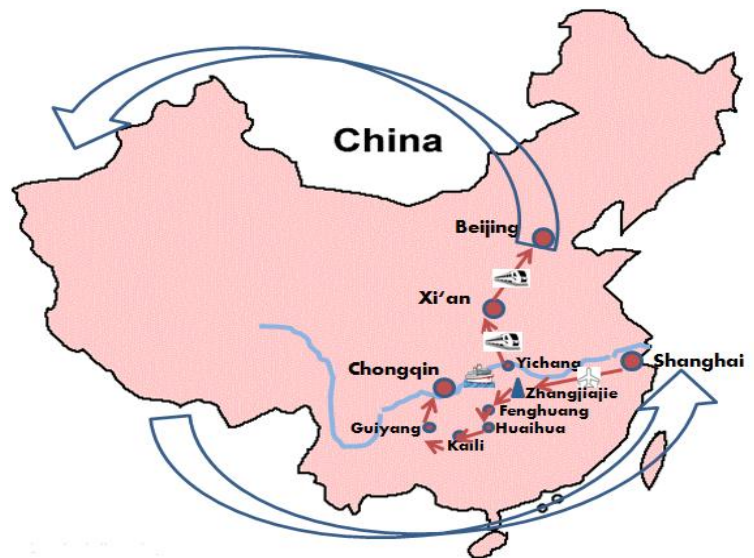 China
Beijing
Xi‘an
Yichang
Shanghai
Chongqin
Zhangjiajie
Fenghuang
Guiyang
Huaihua
Kaili